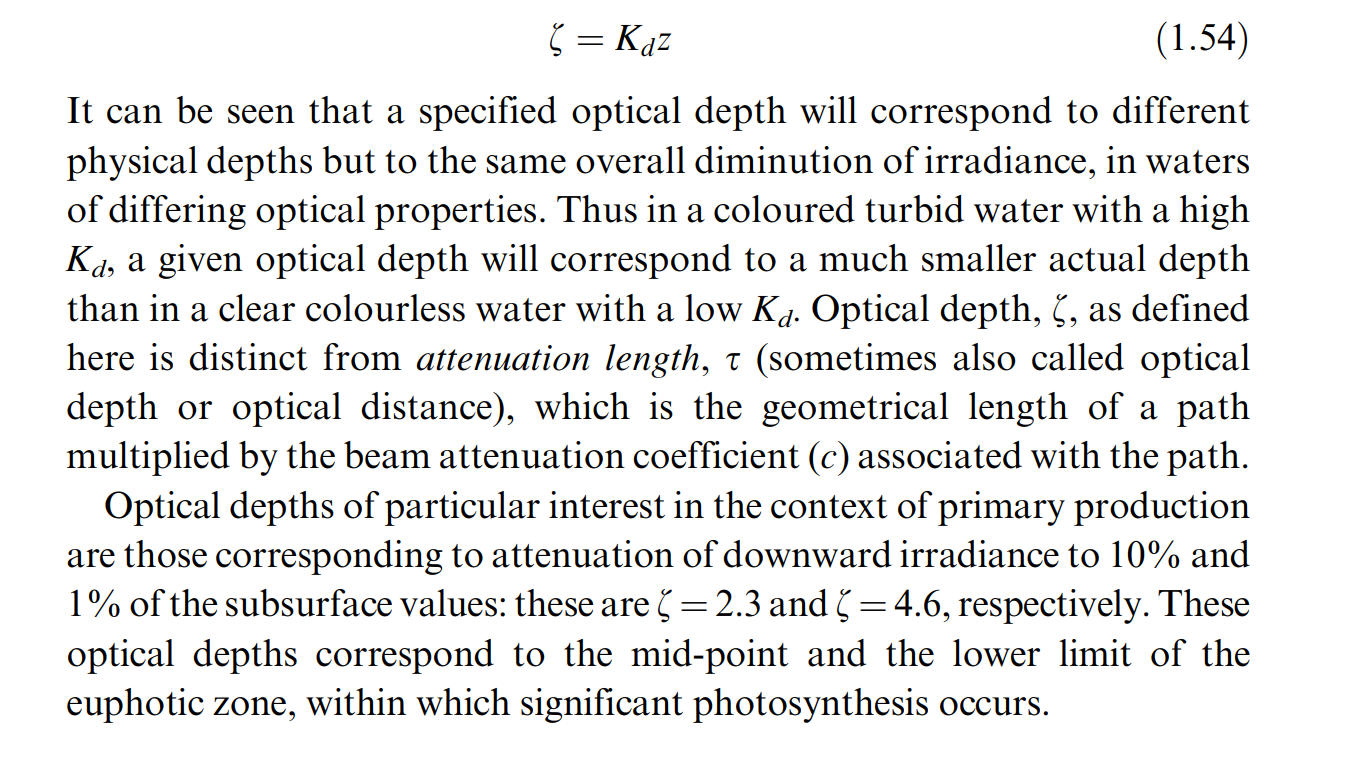 ζ = K_d z (1.54)
It can be seen that a specified optical depth will correspond to different
physical depths but to the same overall diminution of irradiance, in waters
of differing optical properties. Thus in a coloured turbid water with a high
K_d, a given optical depth will correspond to a much smaller actual depth
than in a clear colourless water with a low K_d. Optical depth, ζ, as defined
here is distinct from attenuation length, τ (sometimes also called optical
depth or optical distance), which is the geometrical length of a path
multiplied by the beam attenuation coefficient (c) associated with the path.
Optical depths of particular interest in the context of primary production
are those corresponding to attenuation of downward irradiance to 10% and
1% of the subsurface values: these are ζ = 2.3 and ζ = 4.6, respectively. These
optical depths correspond to the mid-point and the lower limit of the
euphotic zone, within which significant photosynthesis occurs.